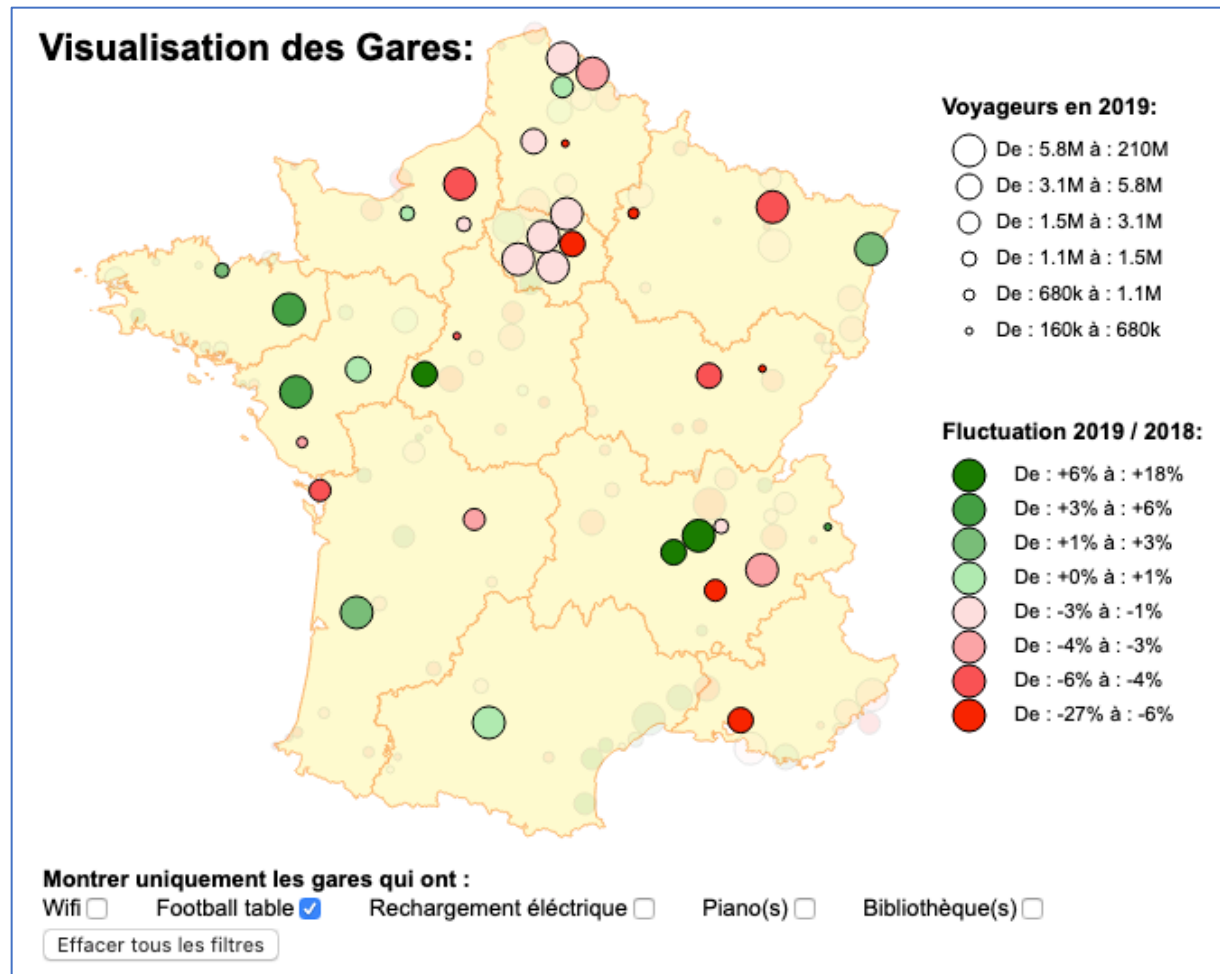 Visualisation des Gares:
Voyageurs en 2019:
De : 5.8M à : 210M
De : 3.1M à : 5.8M
De : 1.5M à : 3.1M
De : 1.1M à : 1.5M
De : 680k à : 1.1M
De : 160k à : 680k
Fluctuation 2019 / 2018:
De : +6% à : +18%
De : +3% à : +6%
De : +1% à : +3%
De : +0% à : +1%
De : -3% à : -1%
De : -4% à : -3%
De : -6% à : -4%
De : -27% à : -6%
Montrer uniquement les gares qui ont :
Wifi Football table Rechargement éléctrique Piano(s) Bibliothèque(s)
Effacer tous les filtres